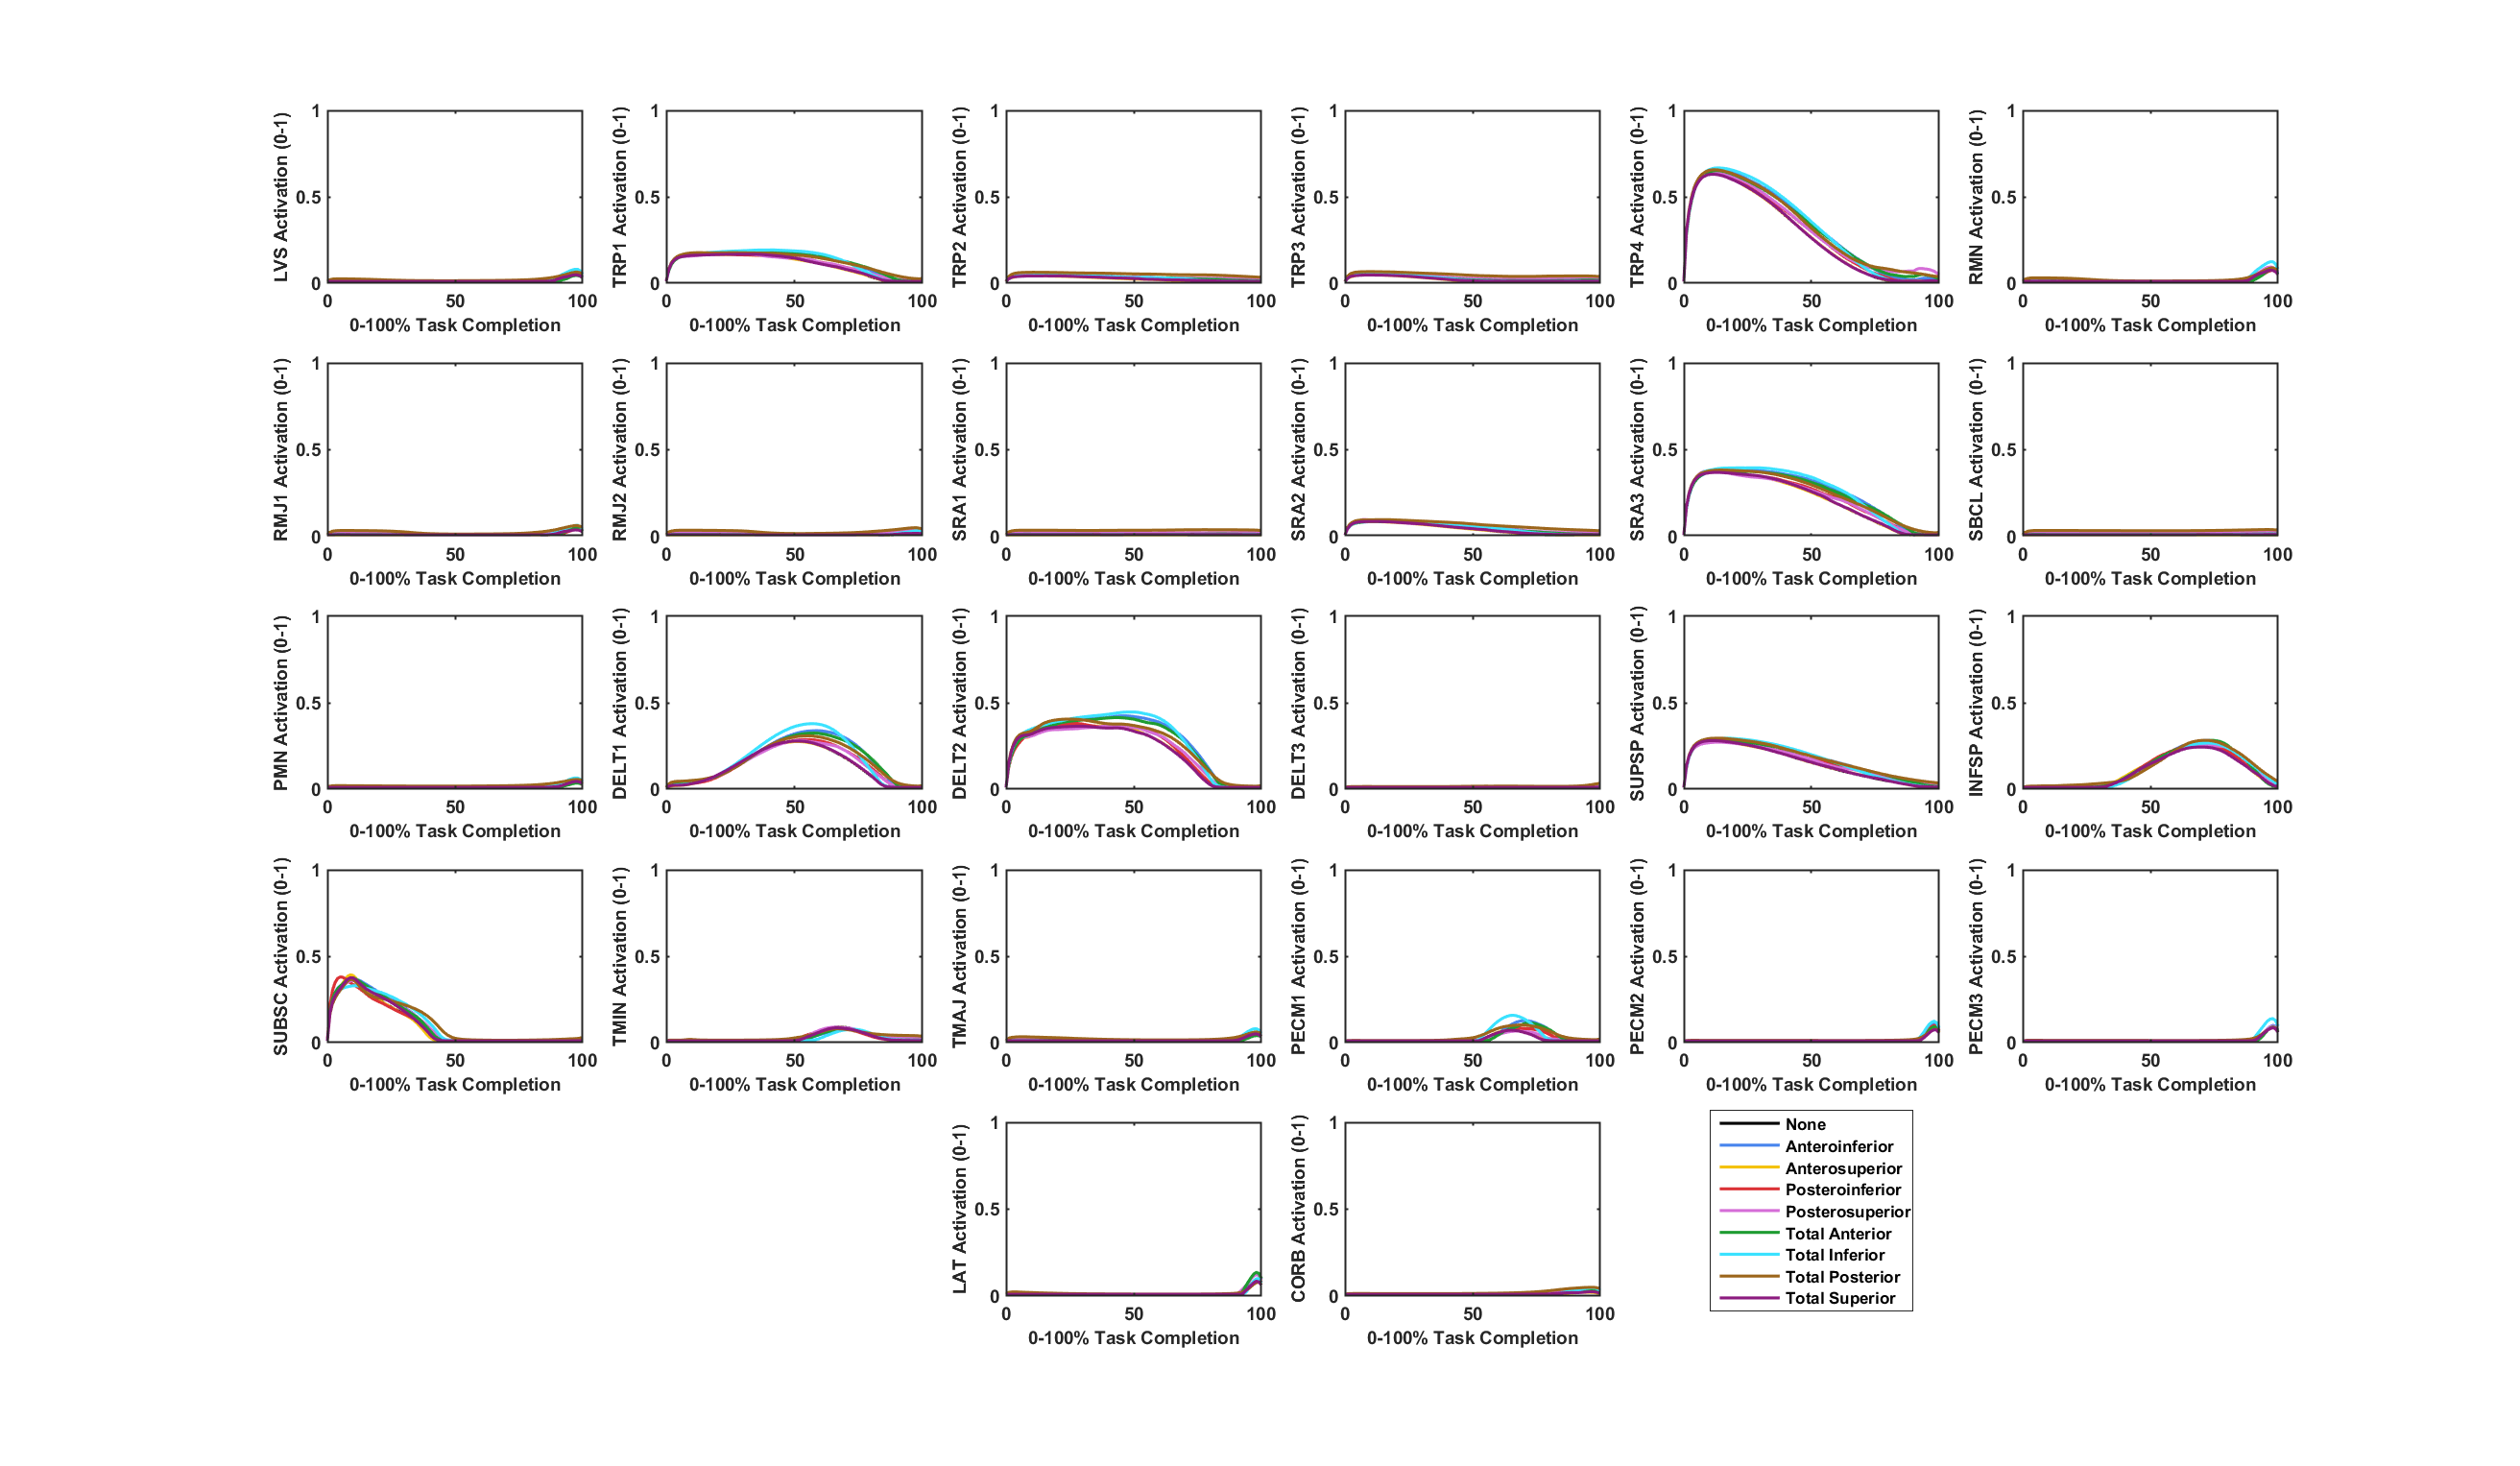 LVS Activation (0-1)
1
0.5
0
0 50 100
0-100% Task Completion
TRP1 Activation (0-1)
1
0.5
0
0 50 100
0-100% Task Completion
TRP2 Activation (0-1)
1
0.5
0
0 50 100
0-100% Task Completion
TRP3 Activation (0-1)
1
0.5
0
0 50 100
0-100% Task Completion
TRP4 Activation (0-1)
1
0.5
0
0 50 100
0-100% Task Completion
RMN Activation (0-1)
1
0.5
0
0 50 100
0-100% Task Completion
RMJ1 Activation (0-1)
1
0.5
0
0 50 100
0-100% Task Completion
RMJ2 Activation (0-1)
1
0.5
0
0 50 100
0-100% Task Completion
SRA1 Activation (0-1)
1
0.5
0
0 50 100
0-100% Task Completion
SRA2 Activation (0-1)
1
0.5
0
0 50 100
0-100% Task Completion
SRA3 Activation (0-1)
1
0.5
0
0 50 100
0-100% Task Completion
SBCL Activation (0-1)
1
0.5
0
0 50 100
0-100% Task Completion
PMN Activation (0-1)
1
0.5
0
0 50 100
0-100% Task Completion
DELT1 Activation (0-1)
1
0.5
0
0 50 100
0-100% Task Completion
DELT2 Activation (0-1)
1
0.5
0
0 50 100
0-100% Task Completion
DELT3 Activation (0-1)
1
0.5
0
0 50 100
0-100% Task Completion
SUPSP Activation (0-1)
1
0.5
0
0 50 100
0-100% Task Completion
INFSP Activation (0-1)
1
0.5
0
0 50 100
0-100% Task Completion
SUBSC Activation (0-1)
1
0.5
0
0 50 100
0-100% Task Completion
TMIN Activation (0-1)
1
0.5
0
0 50 100
0-100% Task Completion
TMAJ Activation (0-1)
1
0.5
0
0 50 100
0-100% Task Completion
PECM1 Activation (0-1)
1
0.5
0
0 50 100
0-100% Task Completion
PECM2 Activation (0-1)
1
0.5
0
0 50 100
0-100% Task Completion
PECM3 Activation (0-1)
1
0.5
0
0 50 100
0-100% Task Completion
LAT Activation (0-1)
1
0.5
0
0 50 100
0-100% Task Completion
CORB Activation (0-1)
1
0.5
0
0 50 100
0-100% Task Completion
None
Anteroinferior
Anterosuperior
Posteroinferior
Posterosuperior
Total Anterior
Total Inferior
Total Posterior
Total Superior